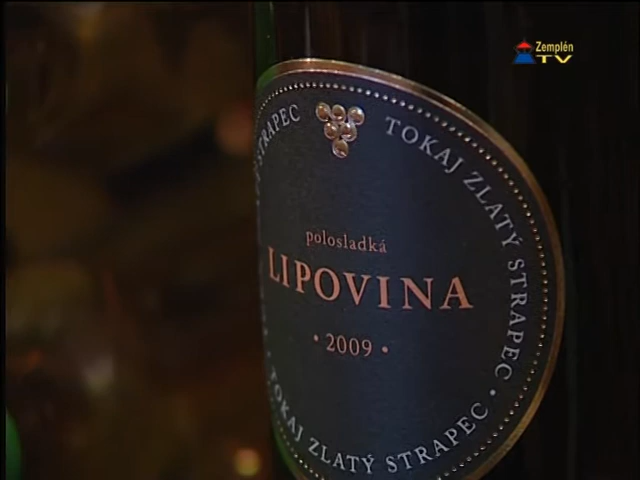 Zemplén
TV
STRAPEC
TOKAJ ZLATÝ STRAPEC •
polosladká
LIPOVINA
• 2009 •
TOKAJ ZLATÝ STRAPEC •